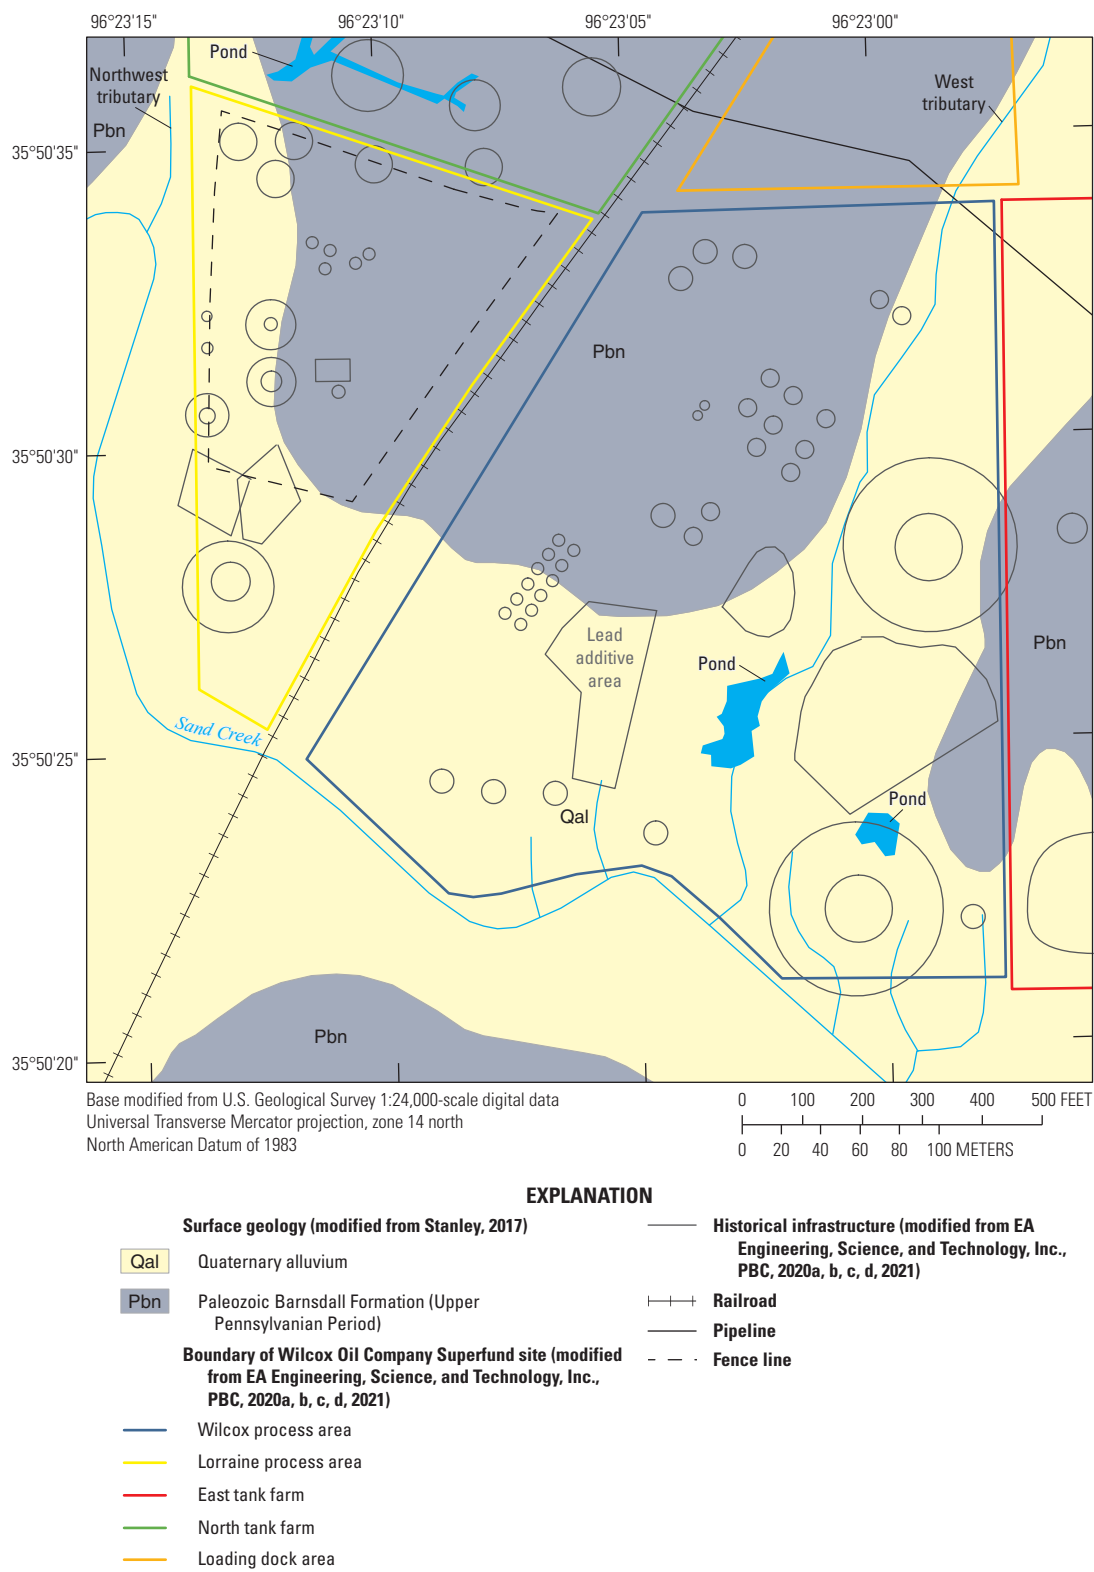 96°23'15" 96°23'10" 96°23'05" 96°23'00"
Pond
Northwest
tributary
West
tributary
Pbn
35°50'35"
Pbn
35°50'30"
Lead
additive
area
Pond
Pbn
Sand Creek
35°50'25"
Pond
Qal
Pbn
35°50'20"
Base modified from U.S. Geological Survey 1:24,000-scale digital data
Universal Transverse Mercator projection, zone 14 north
North American Datum of 1983
0 100 200 300 400 500 FEET
0 20 40 60 80 100 METERS
EXPLANATION
Surface geology (modified from Stanley, 2017)
Qal Quaternary alluvium
Pbn Paleozoic Barnsdall Formation (Upper
Pennsylvanian Period)
Boundary of Wilcox Oil Company Superfund site (modified
from EA Engineering, Science, and Technology, Inc.,
PBC, 2020a, b, c, d, 2021)
Wilcox process area
Lorraine process area
East tank farm
North tank farm
Loading dock area
Historical infrastructure (modified from EA
Engineering, Science, and Technology, Inc.,
PBC, 2020a, b, c, d, 2021)
Railroad
Pipeline
Fence line